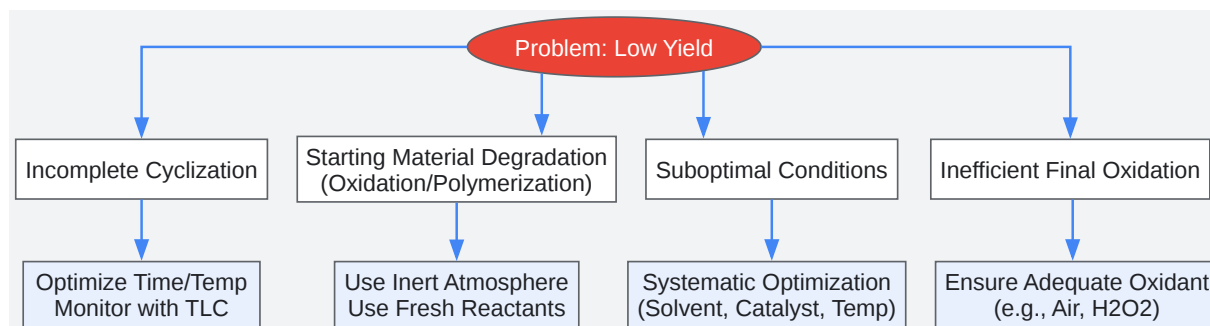 Problem: Low Yield
Incomplete Cyclization
Starting Material Degradation
(Oxidation/Polymerization)
Suboptimal Conditions
Inefficient Final Oxidation
Optimize Time/Temp
Monitor with TLC
Use Inert Atmosphere
Use Fresh Reactants
Systematic Optimization
(Solvent, Catalyst, Temp)
Ensure Adequate Oxidant
(e.g., Air, H2O2)